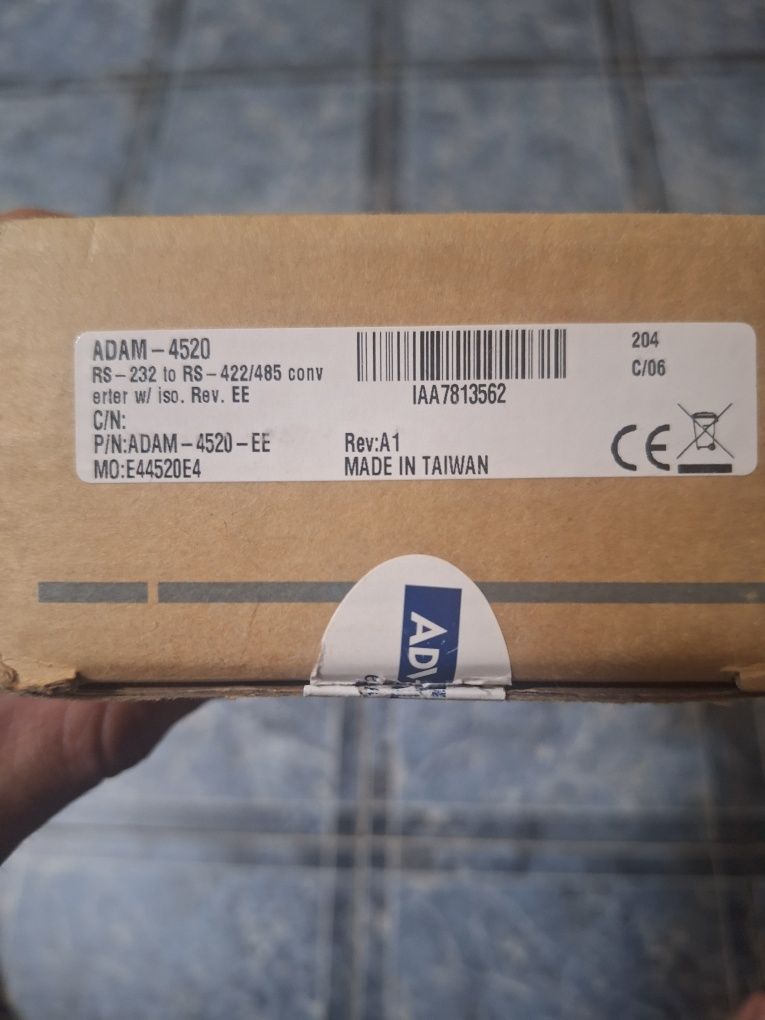 ADAM-4520
RS-232 to RS-422/485 conv
erter w/ iso. Rev. EE
C/N:
P/N:ADAM-4520-EE
MO:E44520E4
IAA7813562
Rev:A1
MADE IN TAIWAN
204
C/06
CE
AD